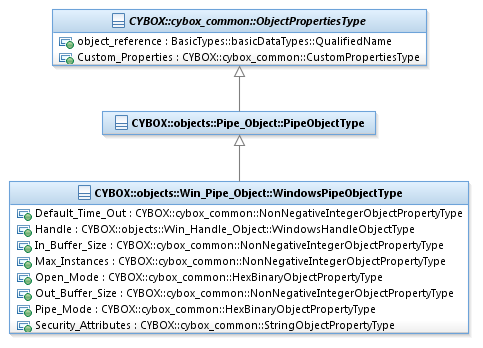 CYBOX::cybox_common::ObjectPropertiesType
object_reference : BasicTypes::basicDataTypes::QualifiedName
Custom_Properties : CYBOX::cybox_common::CustomPropertiesType
CYBOX::objects::Pipe_Object::PipeObjectType
CYBOX::objects::Win_Pipe_Object::WindowsPipeObjectType
Default_Time_Out : CYBOX::cybox_common::NonNegativeIntegerObjectPropertyType
Handle : CYBOX::objects::Win_Handle_Object::WindowsHandleObjectType
In_Buffer_Size : CYBOX::cybox_common::NonNegativeIntegerObjectPropertyType
Max_Instances : CYBOX::cybox_common::NonNegativeIntegerObjectPropertyType
Open_Mode : CYBOX::cybox_common::HexBinaryObjectPropertyType
Out_Buffer_Size : CYBOX::cybox_common::NonNegativeIntegerObjectPropertyType
Pipe_Mode : CYBOX::cybox_common::HexBinaryObjectPropertyType
Security_Attributes : CYBOX::cybox_common::StringObjectPropertyType